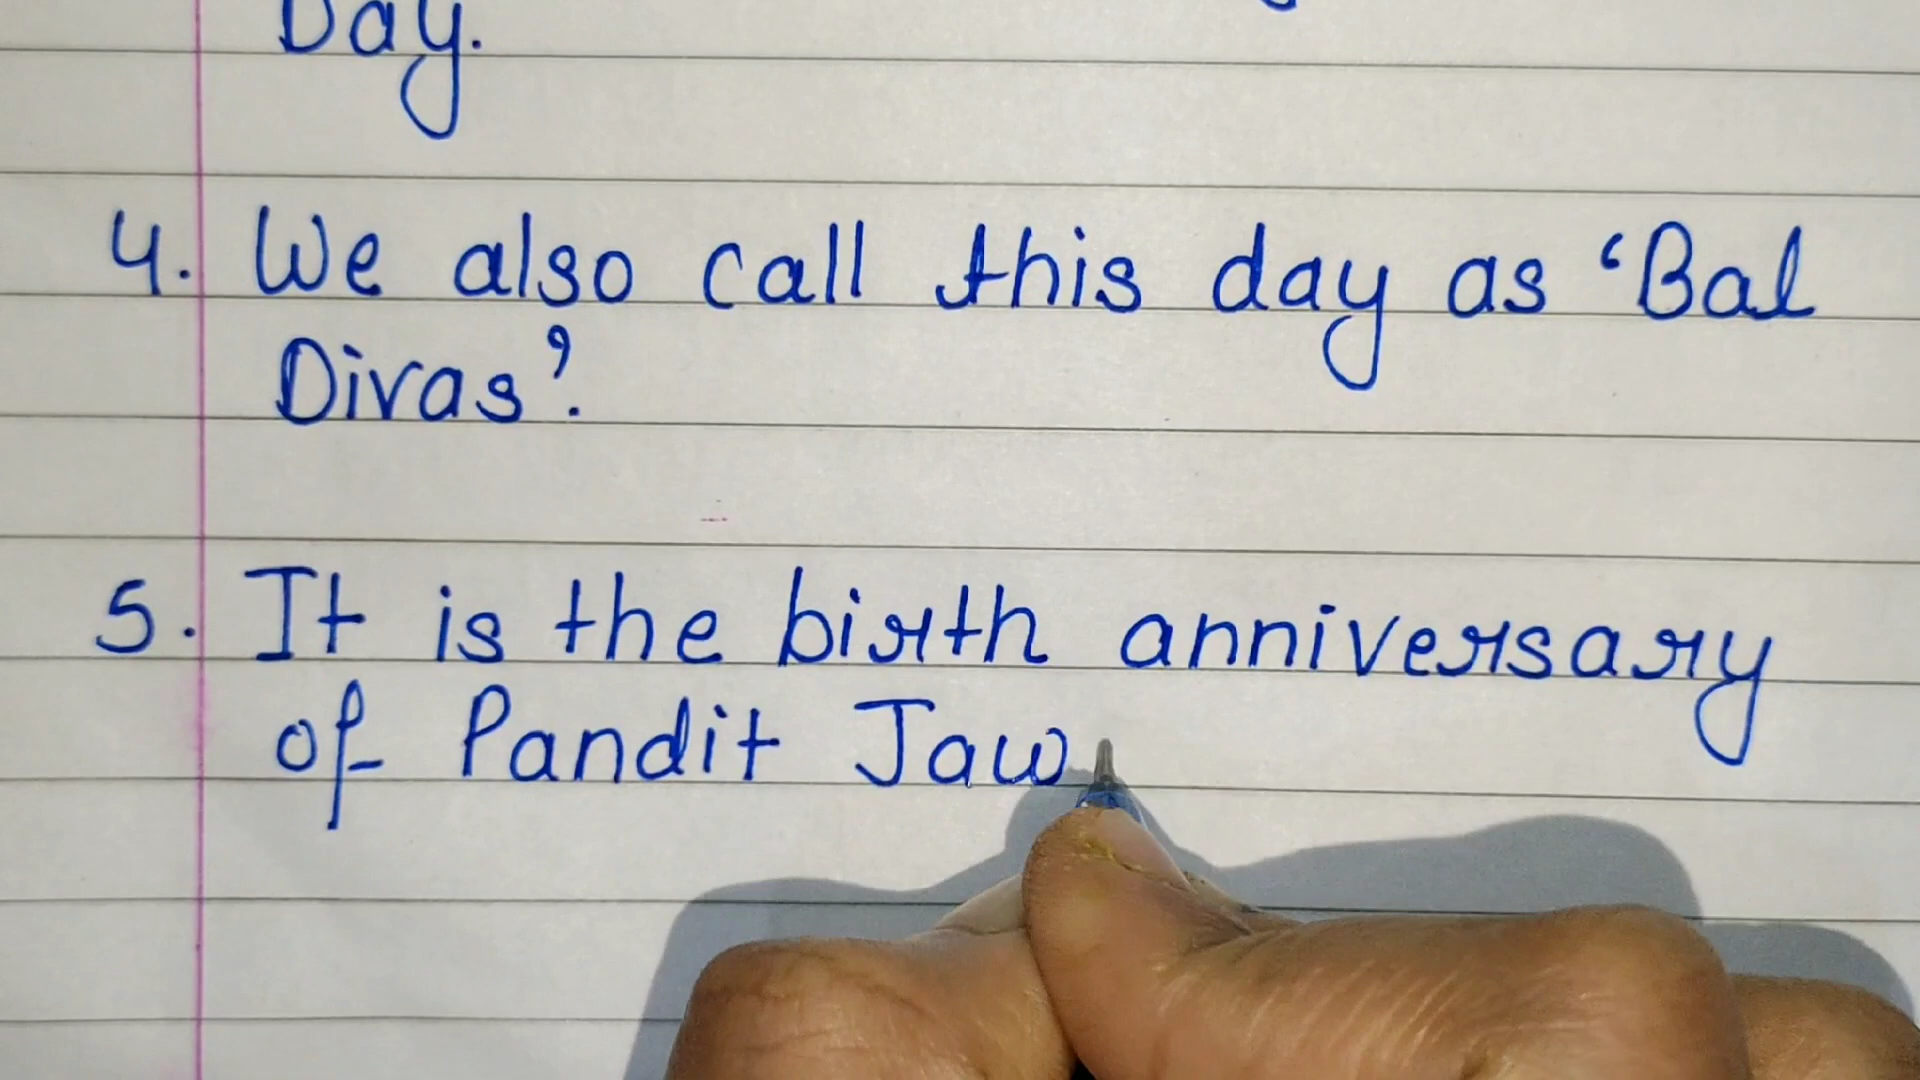 Day.
4. We also call this day as ‘Bal
Divas’.
5. It is the birth anniversary
of Pandit Jaw